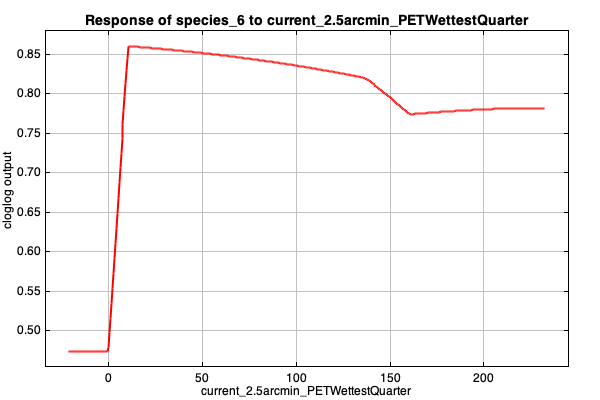 Response of species_6 to current_2.5arcmin_PETWettestQuarter
0.85
0.80
0.75
0.70
0.65
0.60
0.55
0.50
cloglog output
0 50 100 150 200
current_2.5arcmin_PETWettestQuarter